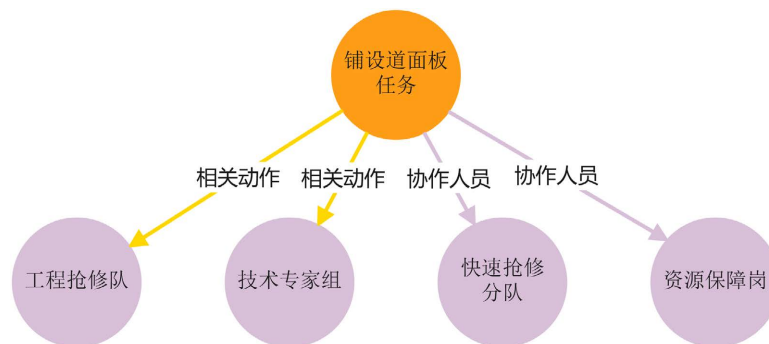 铺设道面板
任务
相关动作
相关动作
协作人员
协作人员
工程抢修队
技术专家组
快速抢修
分队
资源保障岗